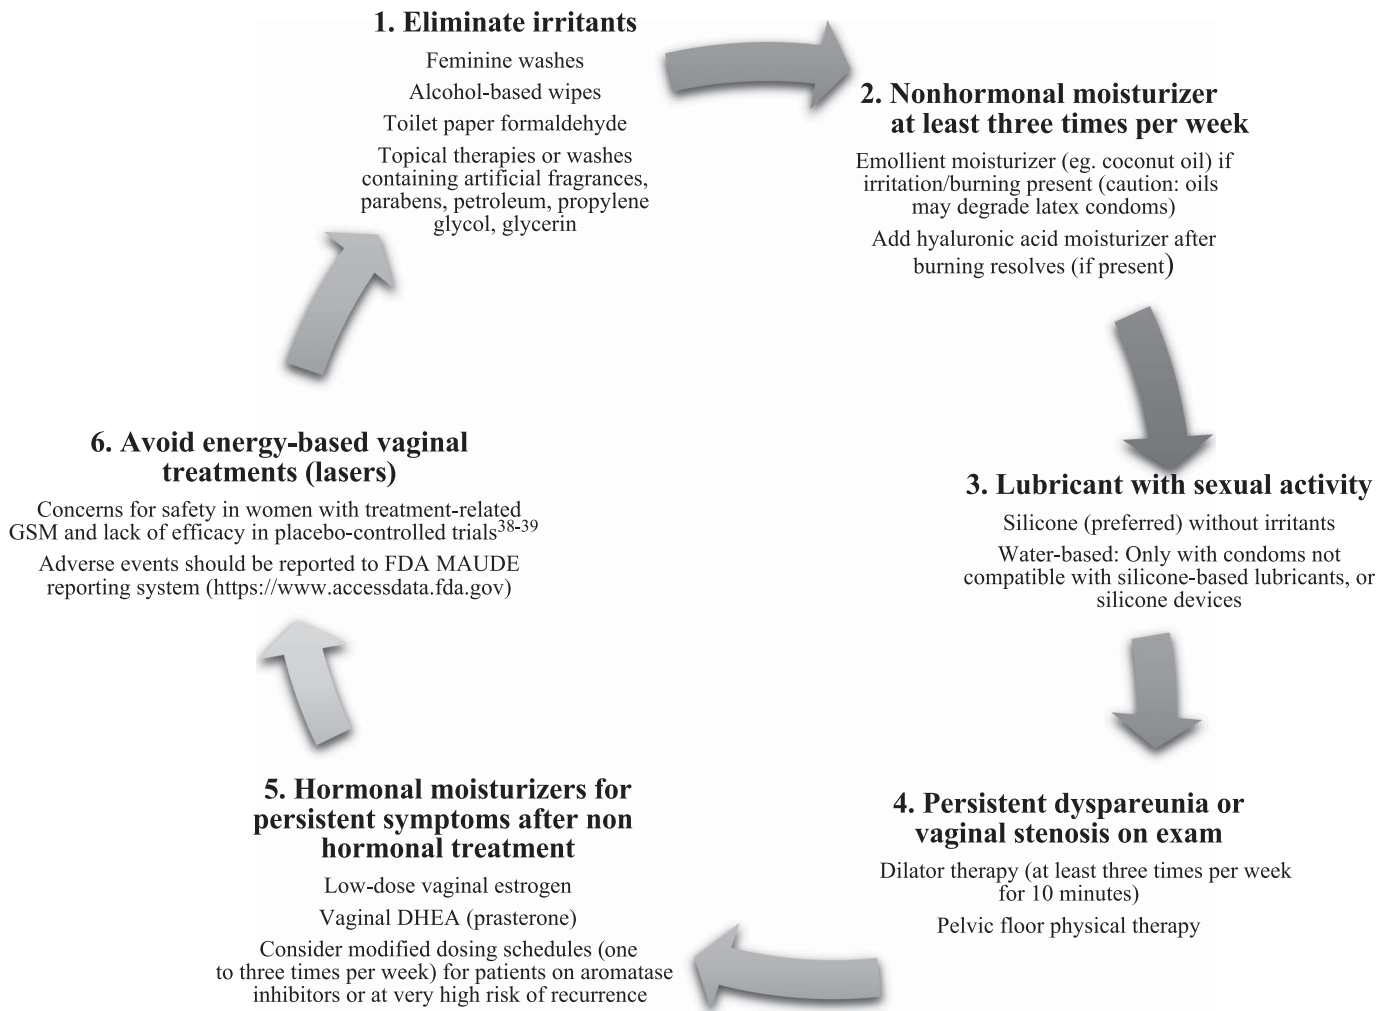 1. Eliminate irritants
Feminine washes
Alcohol-based wipes
Toilet paper formaldehyde
Topical therapies or washes
containing artificial fragrances,
parabens, petroleum, propylene
glycol, glycerin
2. Nonhormonal moisturizer
at least three times per week
Emollient moisturizer (eg. coconut oil) if
irritation/burning present (caution: oils
may degrade latex condoms)
Add hyaluronic acid moisturizer after
burning resolves (if present)
3. Lubricant with sexual activity
Silicone (preferred) without irritants
Water-based: Only with condoms not
compatible with silicone-based lubricants, or
silicone devices
4. Persistent dyspareunia or
vaginal stenosis on exam
Dilator therapy (at least three times per week
for 10 minutes)
Pelvic floor physical therapy
5. Hormonal moisturizers for
persistent symptoms after non
hormonal treatment
Low-dose vaginal estrogen
Vaginal DHEA (prasterone)
Consider modified dosing schedules (one
to three times per week) for patients on aromatase
inhibitors or at very high risk of recurrence
6. Avoid energy-based vaginal
treatments (lasers)
Concerns for safety in women with treatment-related
GSM and lack of efficacy in placebo-controlled trials38-39
Adverse events should be reported to FDA MAUDE
reporting system (https://www.accessdata.fda.gov)